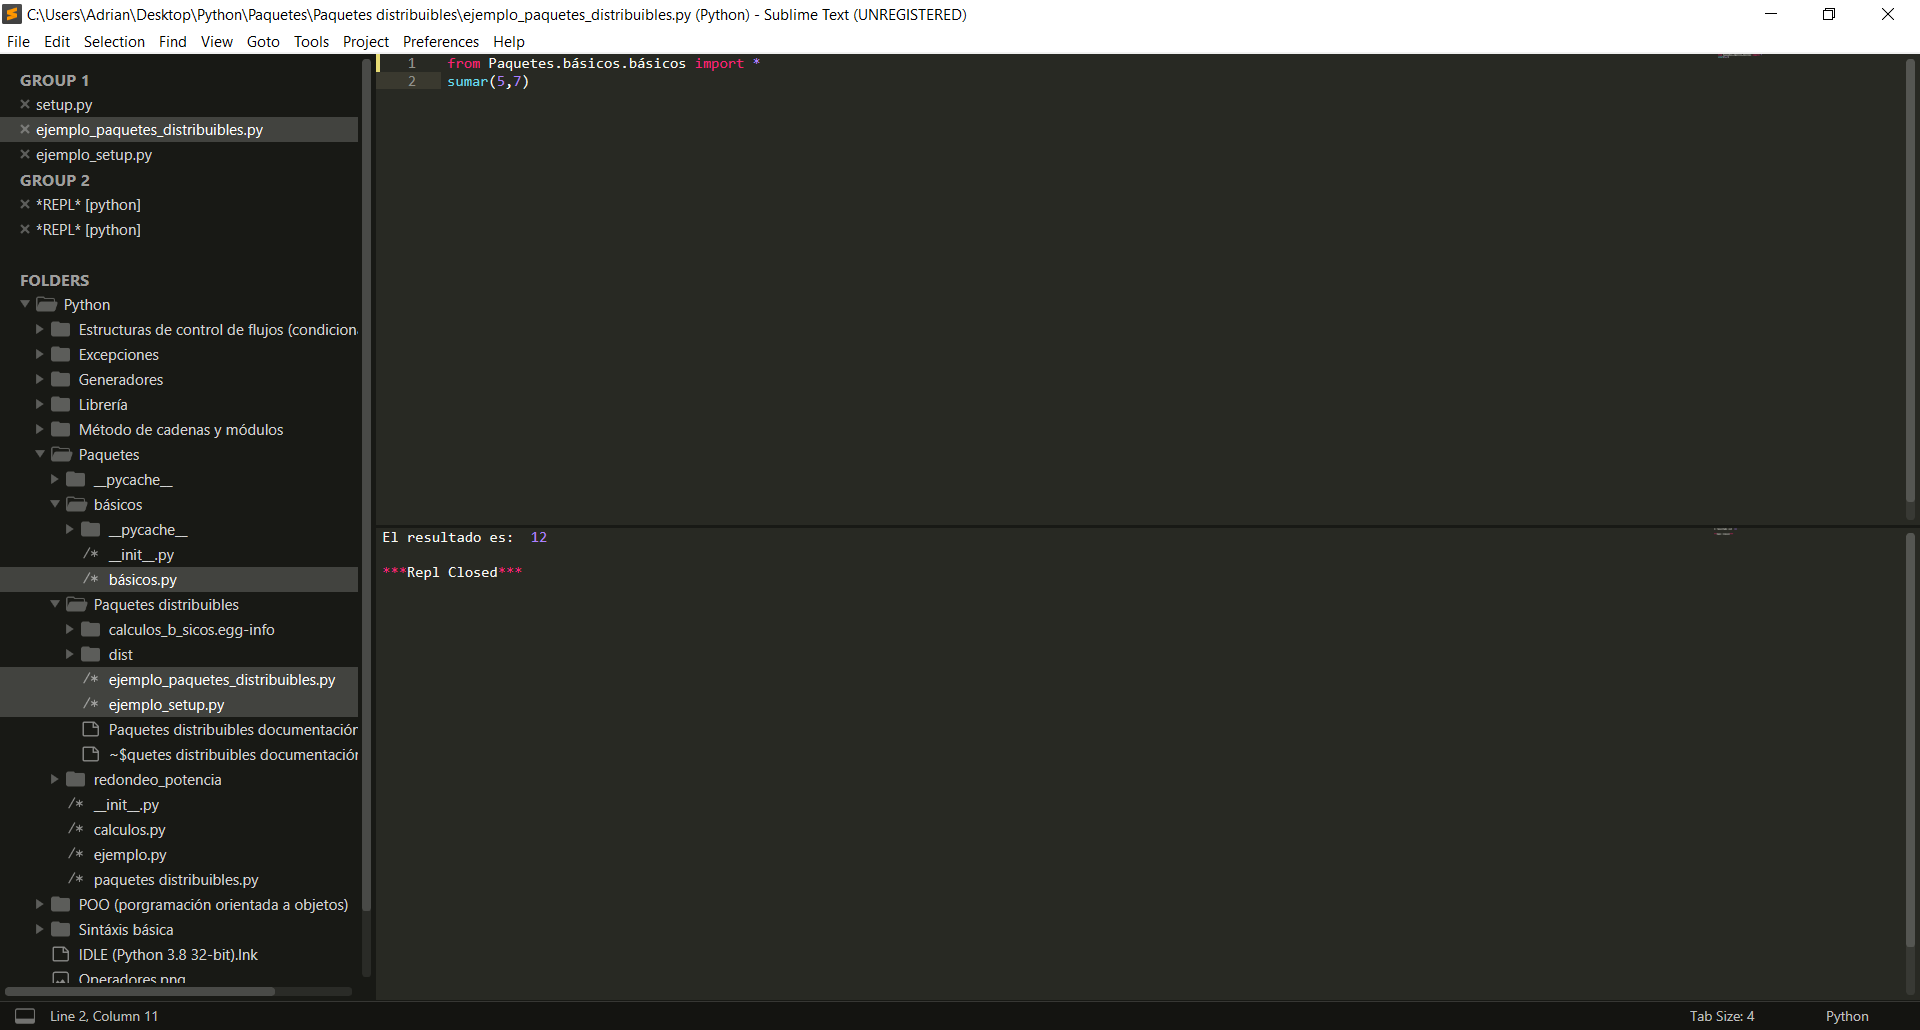 C:\Users\Adrian\Desktop\Python\Paquetes\Paquetes distribuibles\ejemplo_paquetes_distribuibles.py (Python) - Sublime Text (UNREGISTERED)
File Edit Selection Find View Goto Tools Project Preferences Help
GROUP 1
setup.py
ejemplo_paquetes_distribuibles.py
ejemplo_setup.py
GROUP 2
*REPL* [python]
*REPL* [python]
FOLDERS
Python
Estructuras de control de flujos (condicion
Excepciones
Generadores
Librería
Método de cadenas y módulos
Paquetes
__pycache__
básicos
__pycache__
/* __init__.py
/* básicos.py
Paquetes distribuibles
calculos_b_sicos.egg-info
dist
/* ejemplo_paquetes_distribuibles.py
/* ejemplo_setup.py
Paquetes distribuibles documentación
~$quetes distribuibles documentación
redondeo_potencia
/* __init__.py
/* calculos.py
/* ejemplo.py
/* paquetes distribuibles.py
POO (porgramación orientada a objetos)
Sintáxis básica
IDLE (Python 3.8 32-bit).lnk
Operadores.png
1 from Paquetes.básicos.básicos import *
2 sumar(5,7)
El resultado es:  12
***Repl Closed***
Line 2, Column 11
Tab Size: 4
Python